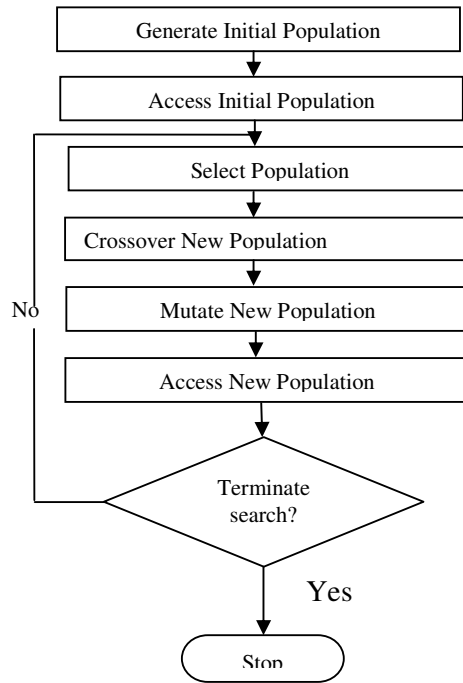 Generate Initial Population
Access Initial Population
Select Population
Crossover New Population
Mutate New Population
No
Access New Population
Terminate
search?
Yes
Stop